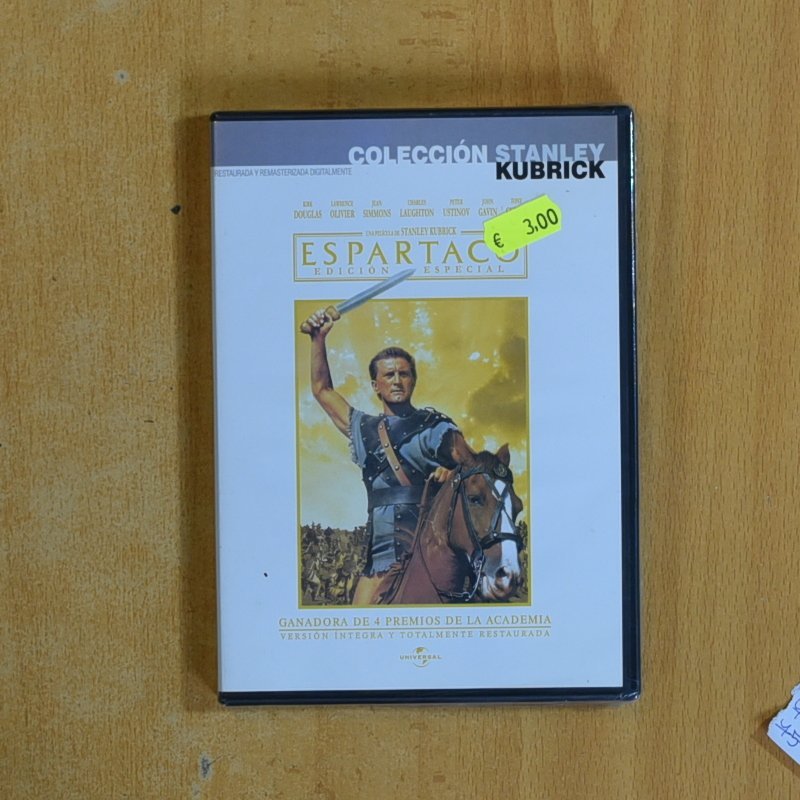 COLECCIÓN STANLEY
KUBRICK
RESTAURADA Y REMASTERIZADA DIGITALMENTE
KIRK DOUGLAS LAWRENCE OLIVIER JEAN SIMMONS CHARLES LAUGHTON PETER USTINOV JOHN GAVIN TONY
€ 3,00
UNA PELÍCULA DE STANLEY KUBRICK
ESPARTACO
EDICIÓN ESPECIAL
GANADORA DE 4 PREMIOS DE LA ACADEMIA
VERSIÓN ÍNTEGRA Y TOTALMENTE RESTAURADA
UNIVERSAL